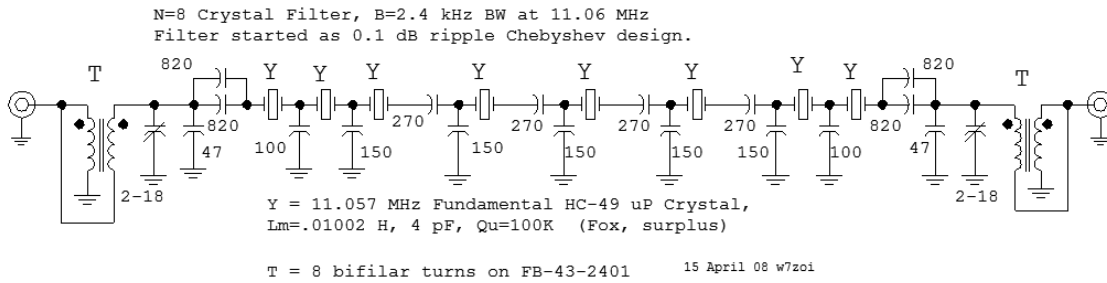 N=8 Crystal Filter, B=2.4 kHz BW at 11.06 MHz
Filter started as 0.1 dB ripple Chebyshev design.
T 820 Y Y Y Y Y Y Y Y 820 T
820 270 270 270 270 820
47 100 150 150 150 150 150 100 47
2-18 2-18
Y = 11.057 MHz Fundamental HC-49 uP Crystal,
Lm=.01002 H, 4 pF, Qu=100K (Fox, surplus)
T = 8 bifilar turns on FB-43-2401 15 April 08 w7zoi